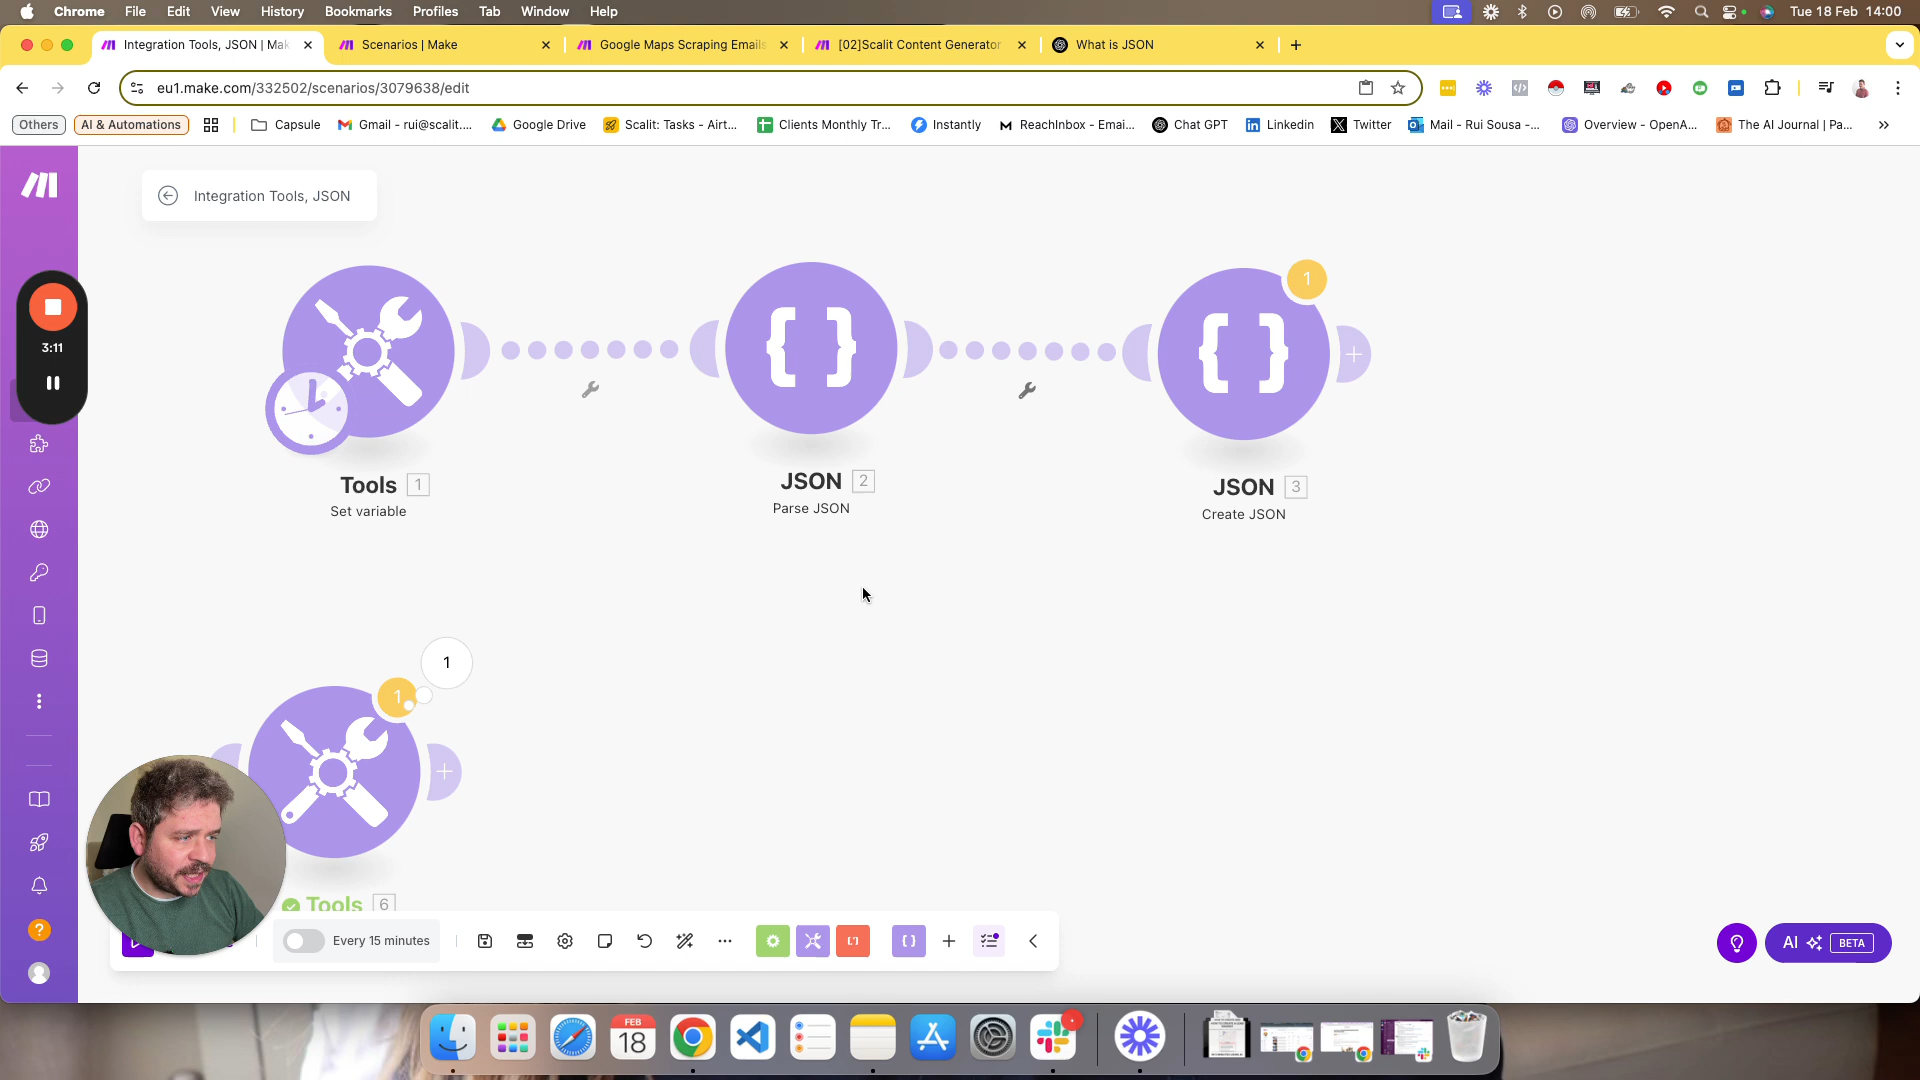 Chrome File Edit View History Bookmarks Profiles Tab Window Help
Tue 18 Feb 14:00
Integration Tools, JSON | Mak
Scenarios | Make
Google Maps Scraping Emails
[02]Scalit Content Generator
What is JSON
eu1.make.com/332502/scenarios/3079638/edit
Others
AI & Automations
Capsule
Gmail - rui@scalit....
Google Drive
Scalit: Tasks - Airt...
Clients Monthly Tr...
Instantly
ReachInbox - Emai...
Chat GPT
Linkedin
Twitter
Mail - Rui Sousa -...
Overview - OpenA...
The AI Journal | Pa...
Integration Tools, JSON
1
3:11
Tools 1
Set variable
JSON 2
Parse JSON
JSON 3
Create JSON
1
1
Tools 6
Every 15 minutes
AI BETA
FEB
18